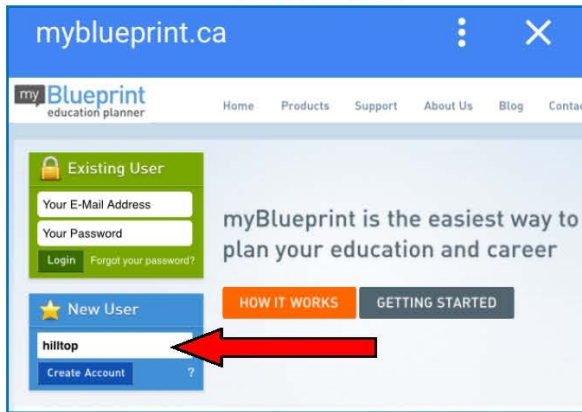 myblueprint.ca
my Blueprint
education planner
Home Products Support About Us Blog Contac
Existing User
Your E-Mail Address
Your Password
Login Forgot your password?
myBlueprint is the easiest way to
plan your education and career
HOW IT WORKS GETTING STARTED
New User
hilltop
Create Account ?